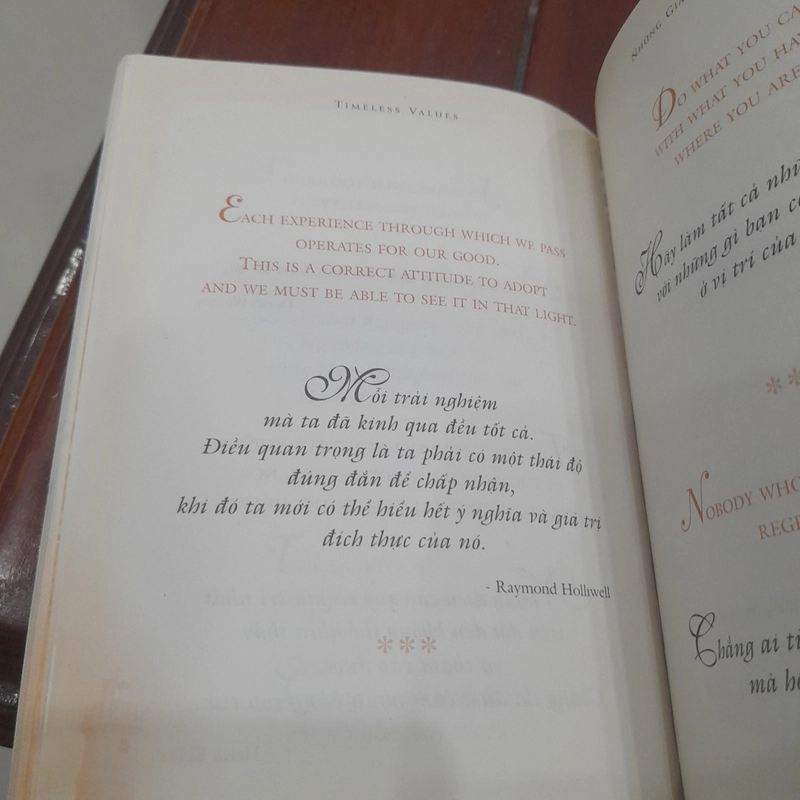 TIMELESS VALUES
EACH EXPERIENCE THROUGH WHICH WE PASS
OPERATES FOR OUR GOOD.
THIS IS A CORRECT ATTITUDE TO ADOPT
AND WE MUST BE ABLE TO SEE IT IN THAT LIGHT.
Mỗi trải nghiệm
mà ta đã kinh qua đều tốt cả.
Điều quan trọng là ta phải có một thái độ
đúng đắn để chấp nhận,
khi đó ta mới có thể hiểu hết ý nghĩa và giá trị
đích thực của nó.
- Raymond Holliwell
***
NHỮNG
DO WHAT YOU
WITH WHAT YOU
WHERE YOU ARE
Hãy làm tất cả
với những gì bạn
ở vị trí của
**
NOBODY WHO
Chẳng ai
mà